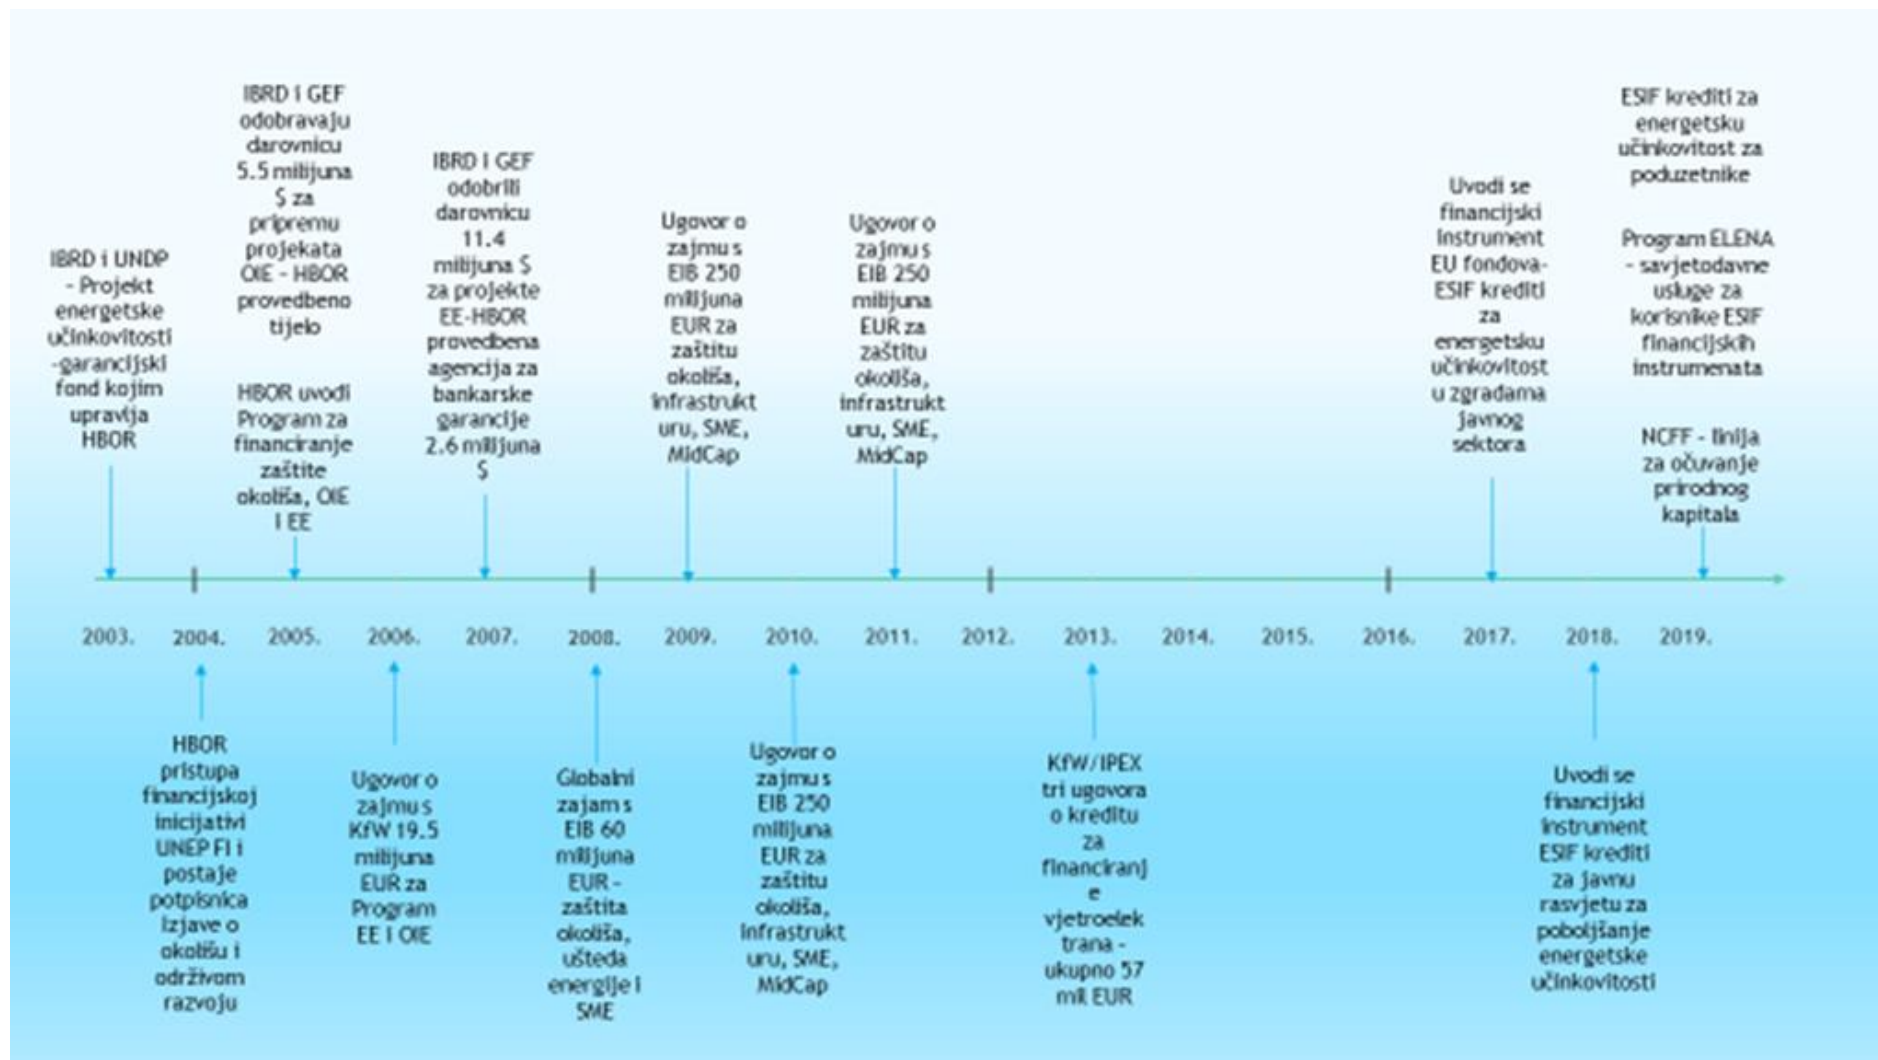 IBRD i UNDP
- Projekt
energetske
učinkovitosti
-garancijski
fond kojim
upravlja
HBOR
IBRD i GEF
odobravaju
darovnicu
5.5 milijuna
$ za
pripremu
projekata
OIE - HBOR
provedbeno
tijelo
HBOR uvodi
Program za
financiranje
zaštite
okoliša, OIE
i EE
IBRD i GEF
odobrili
darovnicu
11.4
milijuna $
za projekte
EE-HBOR
provedbena
agencija za
bankarske
garancije
2.6 milijuna
$
Ugovor o
zajmu s
EIB 250
milijuna
EUR za
zaštitu
okoliša,
infrastrukt
uru, SME,
MidCap
Ugovor o
zajmu s
EIB 250
milijuna
EUR za
zaštitu
okoliša,
infrastrukt
uru, SME,
MidCap
Uvodi se
financijski
instrument
EU fondova-
ESIF krediti
za
energetsku
učinkovitost
u zgradama
javnog
sektora
ESIF krediti za
energetsku
učinkovitost za
poduzetnike
Program ELENA
- savjetodavne
usluge za
korisnike ESIF
financijskih
instrumenata
NCFF - linija
za očuvanje
prirodnog
kapitala
2003. 2004. 2005. 2006. 2007. 2008. 2009. 2010. 2011. 2012. 2013. 2014. 2015. 2016. 2017. 2018. 2019.
HBOR
pristupa
financijskoj
inicijativi
UNEP FI i
postaje
potpisnica
Izjave o
okolišu i
održivom
razvoju
Ugovor o
zajmu s
KfW 19.5
milijuna
EUR za
Program
EE i OIE
Globalni
zajam s
EIB 60
milijuna
EUR -
zaštita
okoliša,
ušteda
energije i
SME
Ugovor o
zajmu s
EIB 250
milijuna
EUR za
zaštitu
okoliša,
infrastrukt
uru, SME,
MidCap
KfW/IPEX
tri ugovora
o kreditu
za
financiranj
e
vjetroelek
trana -
ukupno 57
mil EUR
Uvodi se
financijski
instrument
ESIF krediti
za javnu
rasvjetu za
poboljšanje
energetske
učinkovitosti